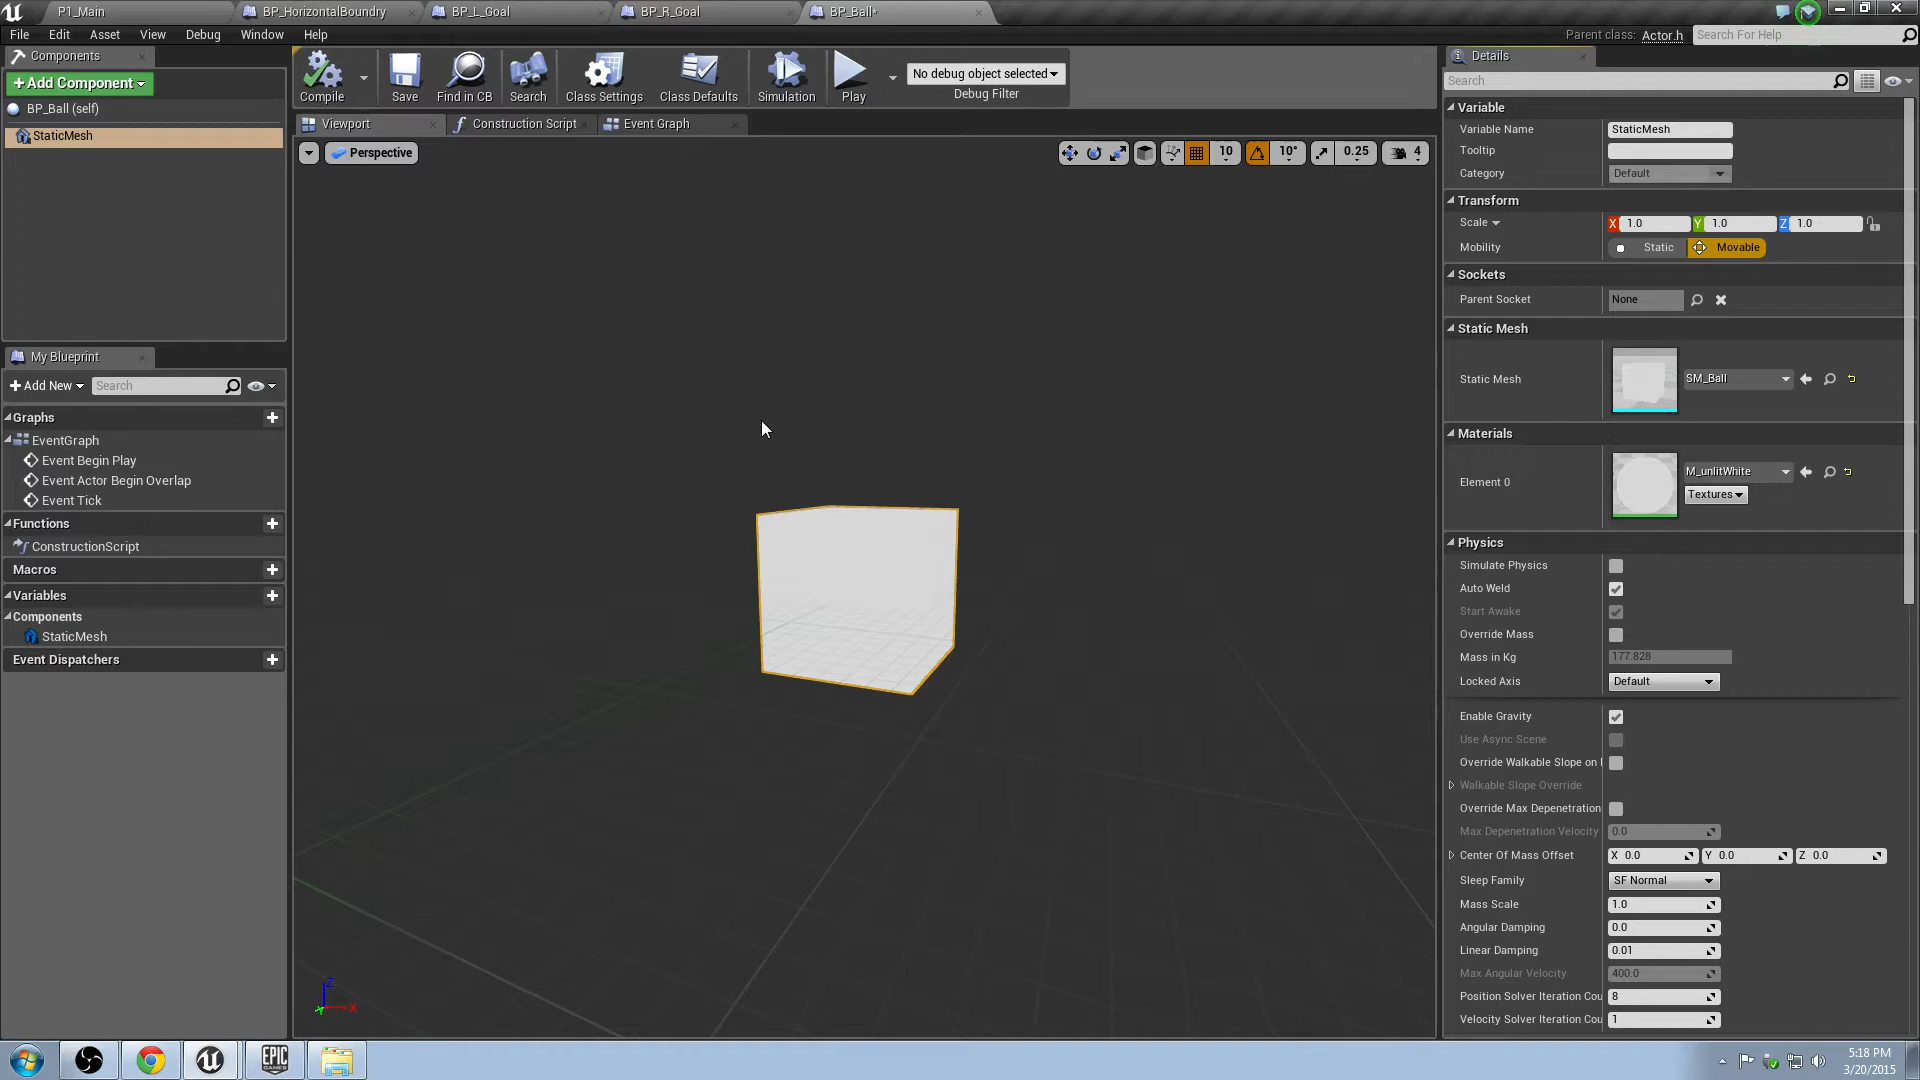 P1_Main
BP_HorizontalBoundry
BP_L_Goal
BP_R_Goal
BP_Ball*
File Edit Asset View Debug Window Help
Parent class: Actor.h
Search For Help
Components
+Add Component
BP_Ball (self)
StaticMesh
Compile
Save
Find in CB
Search
Class Settings
Class Defaults
Simulation
Play
No debug object selected
Debug Filter
Viewport
Construction Script
Event Graph
Perspective
10
10°
0.25
4
My Blueprint
+Add New
Search
Graphs
EventGraph
Event Begin Play
Event Actor Begin Overlap
Event Tick
Functions
ConstructionScript
Macros
Variables
Components
StaticMesh
Event Dispatchers
Z
X
Y
Details
Search
Variable
Variable Name StaticMesh
Tooltip
Category Default
Transform
Scale X 1.0 Y 1.0 Z 1.0
Mobility Static Movable
Sockets
Parent Socket None
Static Mesh
Static Mesh SM_Ball
Materials
Element 0 M_unlitWhite
Textures
Physics
Simulate Physics
Auto Weld
Start Awake
Override Mass
Mass in Kg 177.828
Locked Axis Default
Enable Gravity
Use Async Scene
Override Walkable Slope on I
Walkable Slope Override
Override Max Depenetration
Max Depenetration Velocity 0.0
Center Of Mass Offset X 0.0 Y 0.0 Z 0.0
Sleep Family SF Normal
Mass Scale 1.0
Angular Damping 0.0
Linear Damping 0.01
Max Angular Velocity 400.0
Position Solver Iteration Cou 8
Velocity Solver Iteration Cou 1
EPIC
GAMES
5:18 PM
3/20/2015